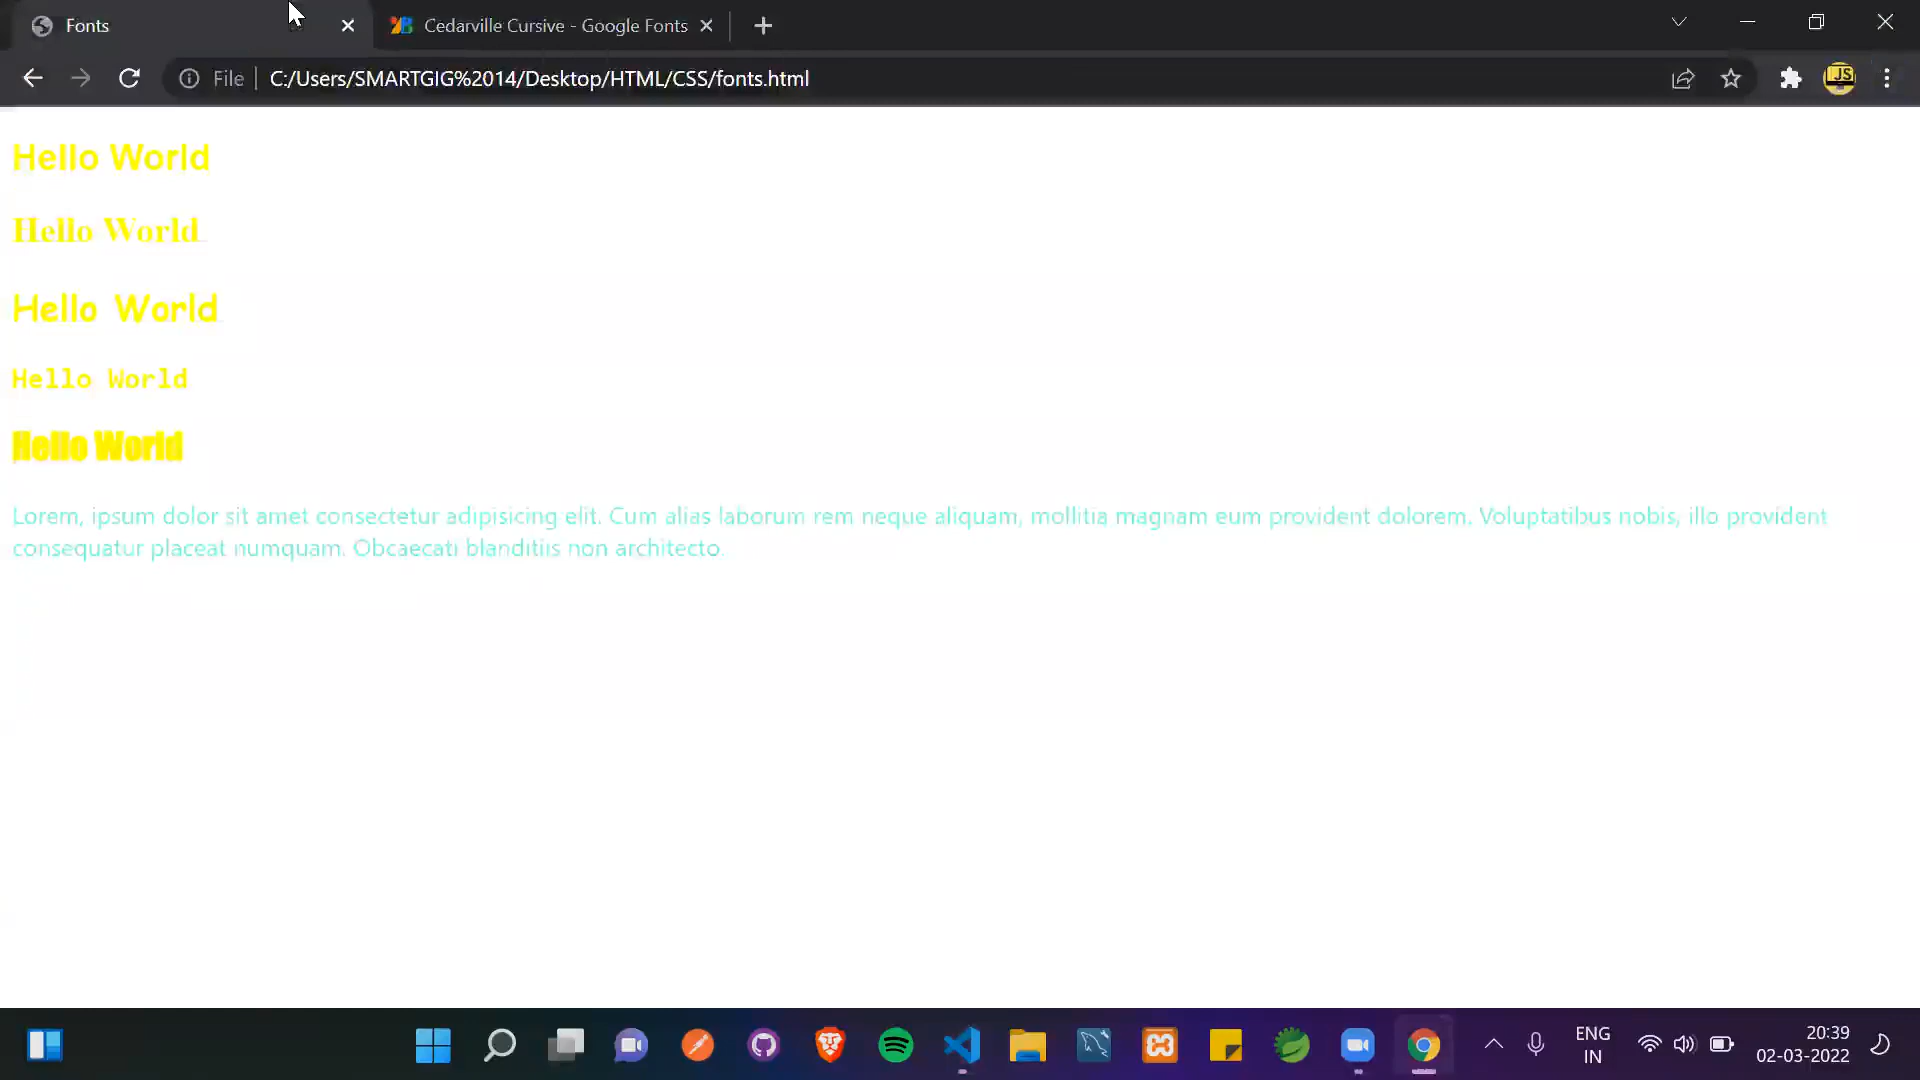 Fonts
Cedarville Cursive - Google Fonts
File
C:/Users/SMARTGIG%2014/Desktop/HTML/CSS/fonts.html
JS
Hello World
Hello World
Hello World
Hello World
Hello World
Lorem, ipsum dolor sit amet consectetur adipisicing elit. Cum alias laborum rem neque aliquam, mollitia magnam eum provident dolorem. Voluptatibus nobis, illo provident
consequatur placeat numquam. Obcaecati blanditiis non architecto.
ENG
IN
20:39
02-03-2022